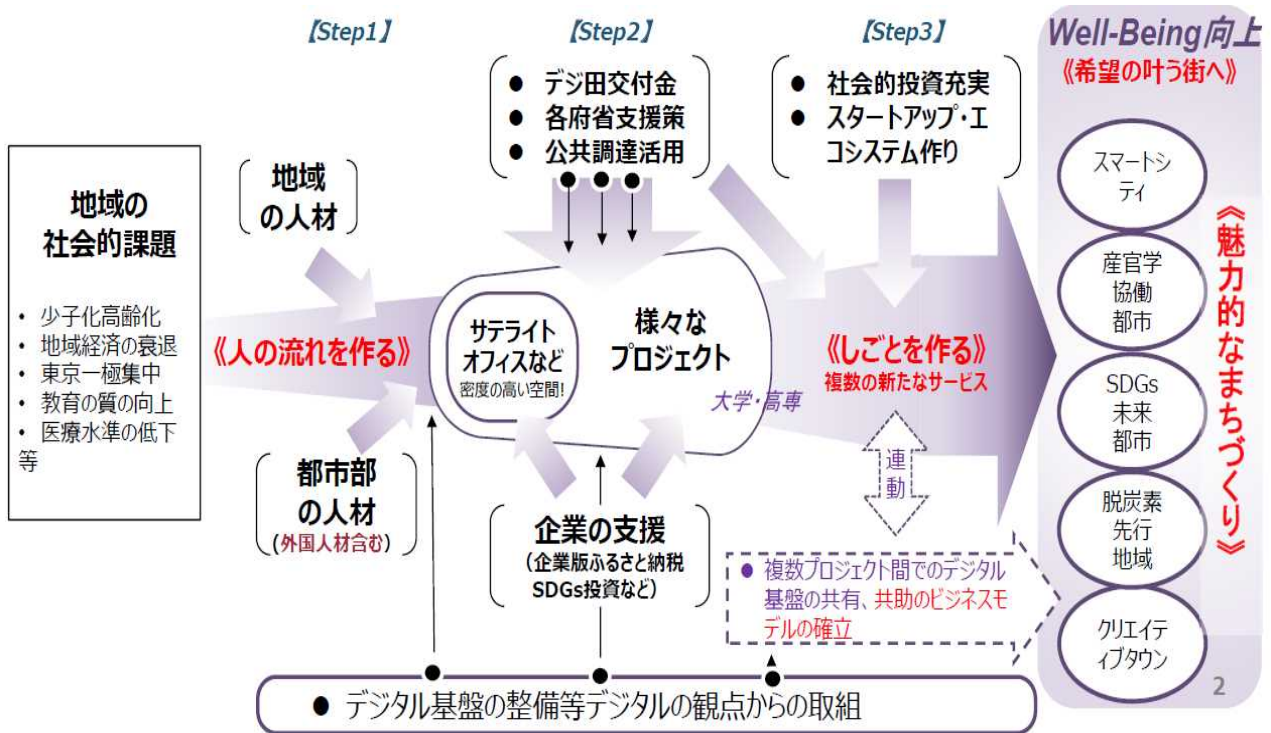 【Step1】
【Step2】
【Step3】
Well-Being向上
《希望の叶う街へ》
● デジ田交付金
● 各府省支援策
● 公共調達活用
● 社会的投資充実
● スタートアップ・エ
コシステム作り
地域の
社会的課題
• 少子化高齢化
• 地域経済の衰退
• 東京一極集中
• 教育の質の向上
• 医療水準の低下
等
地域
の人材
《人の流れを作る》
都市部
の人材
(外国人材含む)
サテライト
オフィスなど
密度の高い空間!
様々な
プロジェクト
大学・高専
企業の支援
(企業版ふるさと納税
SDGs投資など)
《しごとを作る》
複数の新たなサービス
連
動
● 複数プロジェクト間でのデジタル
基盤の共有、共助のビジネスモ
デルの確立
スマートシ
ティ
産官学
協働
都市
SDGs
未来
都市
脱炭素
先行
地域
クリエイテ
ィブタウン
《魅力的なまちづくり》
● デジタル基盤の整備等デジタルの観点からの取組
2